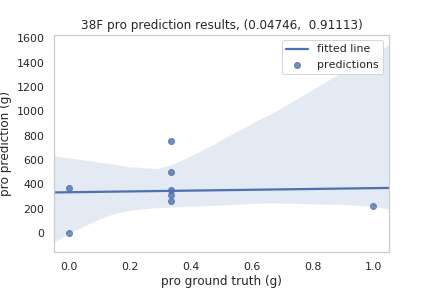 38F pro prediction results, (0.04746,  0.91113)
fitted line
predictions
pro prediction (g)
1600
1400
1200
1000
800
600
400
200
0
0.0 0.2 0.4 0.6 0.8 1.0
pro ground truth (g)